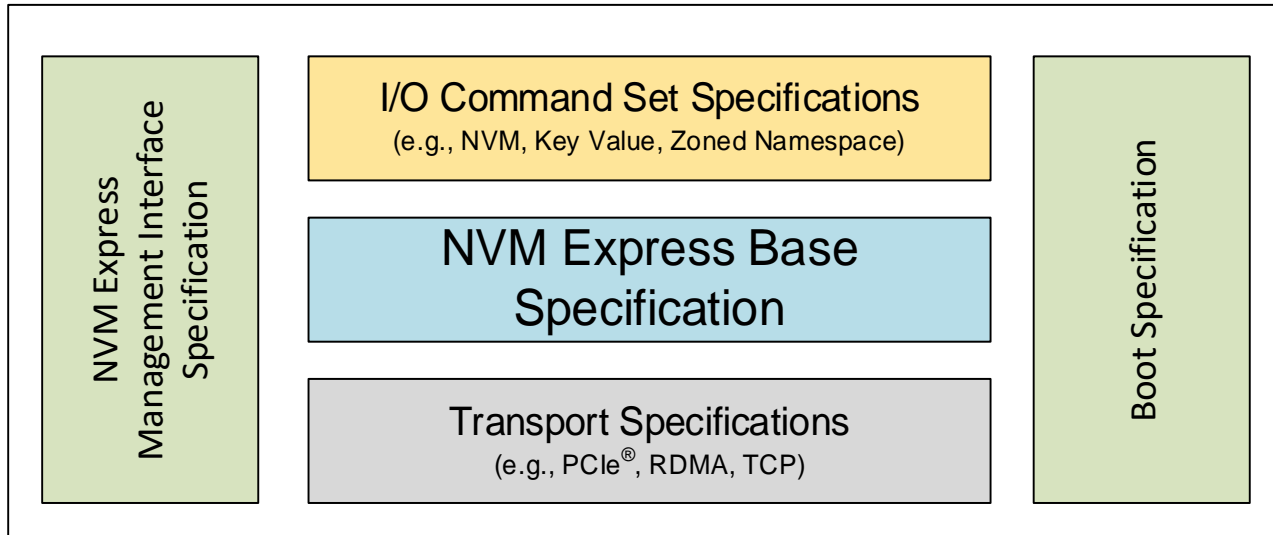 NVM Express
Management Interface
Specification
I/O Command Set Specifications
(e.g., NVM, Key Value, Zoned Namespace)
NVM Express Base
Specification
Transport Specifications
(e.g., PCIe®, RDMA, TCP)
Boot Specification